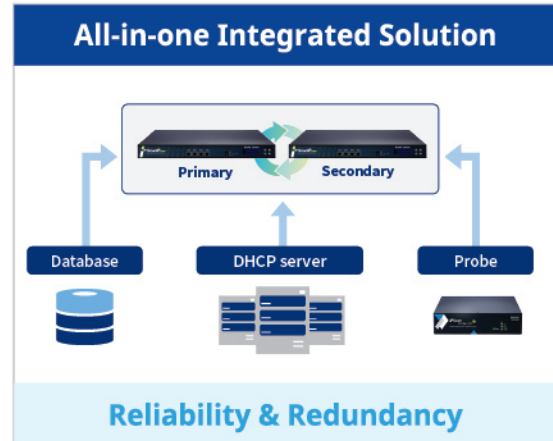 All-in-one Integrated Solution
Primary
Secondary
Database
DHCP server
Probe
Reliability & Redundancy